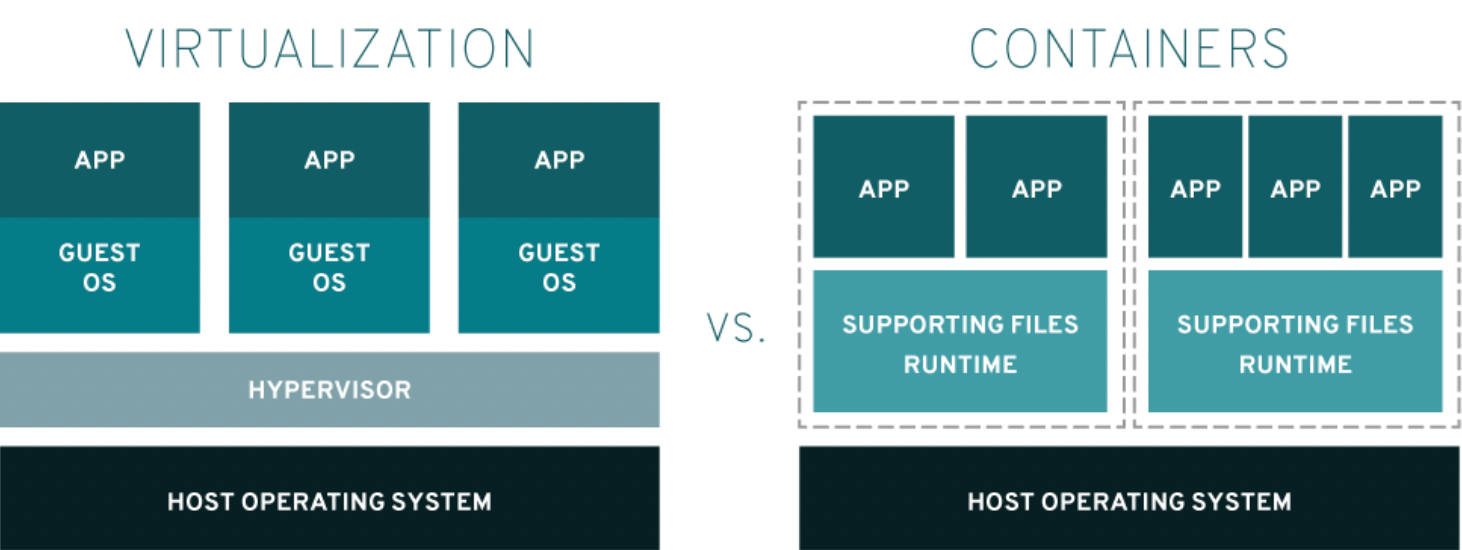 VIRTUALIZATION
APP
GUEST
OS
APP
GUEST
OS
APP
GUEST
OS
HYPERVISOR
HOST OPERATING SYSTEM
VS.
CONTAINERS
APP
APP
SUPPORTING FILES
RUNTIME
APP
APP
APP
SUPPORTING FILES
RUNTIME
HOST OPERATING SYSTEM